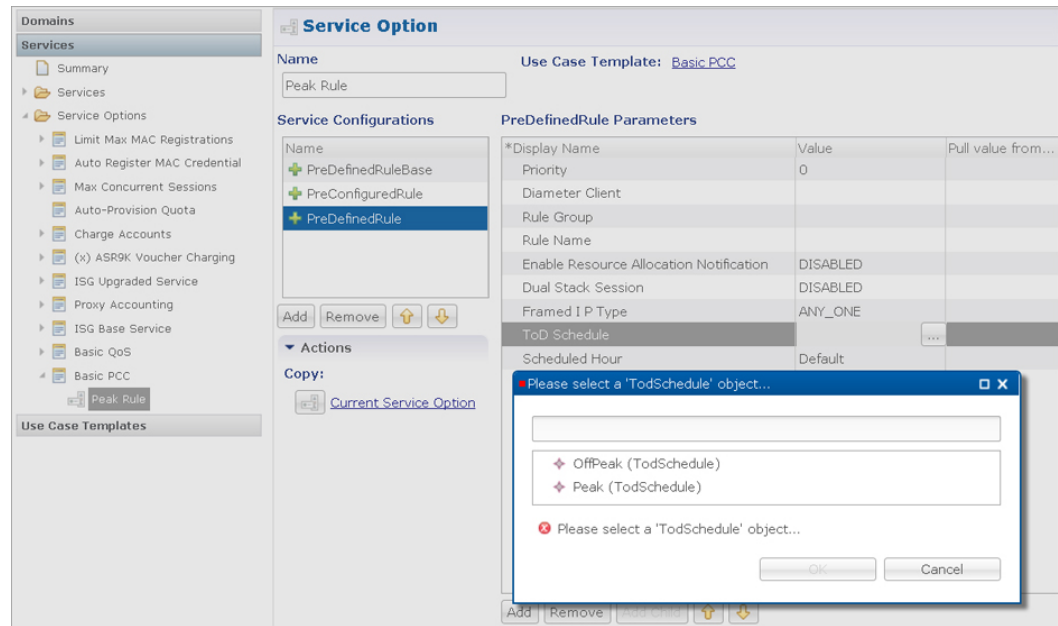 Domains
Services
Summary
Services
Service Options
Limit Max MAC Registrations
Auto Register MAC Credential
Max Concurrent Sessions
Auto-Provision Quota
Charge Accounts
(x) ASR9K Voucher Charging
ISG Upgraded Service
Proxy Accounting
ISG Base Service
Basic QoS
Basic PCC
Peak Rule
Use Case Templates
Service Option
Name
Use Case Template: Basic PCC
Peak Rule
Service Configurations
Name
PreDefinedRuleBase
PreConfiguredRule
PreDefinedRule
Add Remove
Actions
Copy:
Current Service Option
PreDefinedRule Parameters
*Display Name Value Pull value from...
Priority 0
Diameter Client
Rule Group
Rule Name
Enable Resource Allocation Notification DISABLED
Dual Stack Session DISABLED
Framed I P Type ANY_ONE
ToD Schedule ...
Scheduled Hour Default
Please select a 'TodSchedule' object...
OffPeak (TodSchedule)
Peak (TodSchedule)
Please select a 'TodSchedule' object...
OK Cancel
Add Remove Add Child